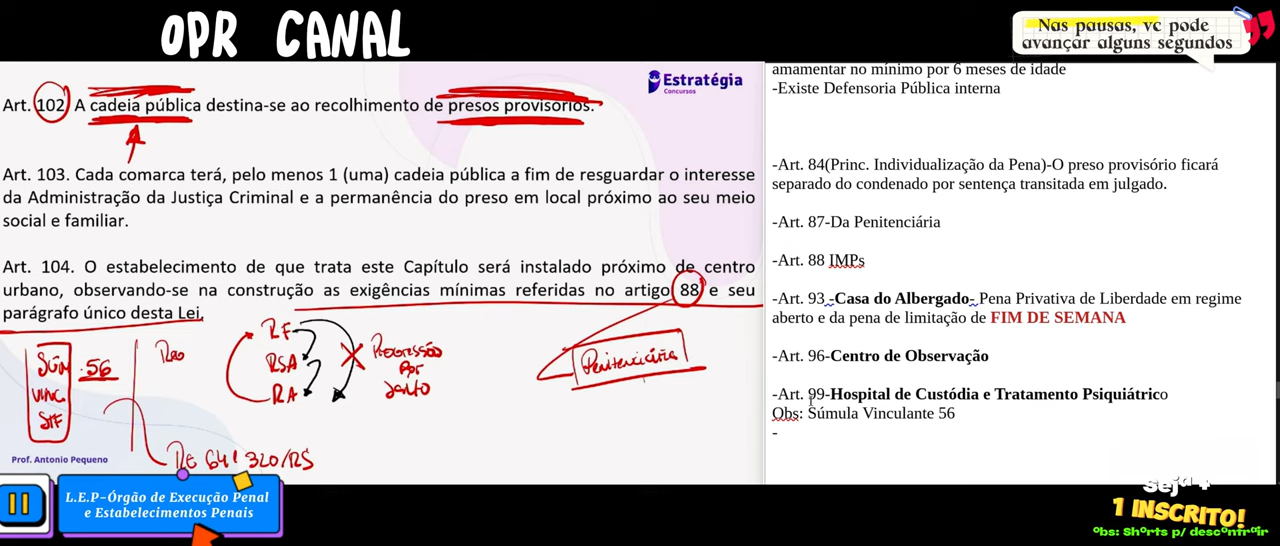 OPR CANAL
Nas pausas, vc pode
avançar alguns segundos
Estratégia
Concursos
Art. 102 A cadeia pública destina-se ao recolhimento de presos provisórios.
Art. 103. Cada comarca terá, pelo menos 1 (uma) cadeia pública a fim de resguardar o interesse
da Administração da Justiça Criminal e a permanência do preso em local próximo ao seu meio
social e familiar.
Art. 104. O estabelecimento de que trata este Capítulo será instalado próximo de centro
urbano, observando-se na construção as exigências mínimas referidas no artigo 88 e seu
parágrafo único desta Lei.
SÚM
VINC
STF
56
RF
RSA
RA
Progressão
por
salto
Penitenciária
RE 641 320/RS
Prof. Antonio Pequeno
amamentar no mínimo por 6 meses de idade
-Existe Defensoria Pública interna
-Art. 84(Princ. Individualização da Pena)-O preso provisório ficará
separado do condenado por sentença transitada em julgado.
-Art. 87-Da Penitenciária
-Art. 88 IMPs
-Art. 93 -Casa do Albergado- Pena Privativa de Liberdade em regime
aberto e da pena de limitação de FIM DE SEMANA
-Art. 96-Centro de Observação
-Art. 99-Hospital de Custódia e Tratamento Psiquiátrico
Obs: Súmula Vinculante 56
-
L.E.P-Órgão de Execução Penal
e Estabelecimentos Penais
Seja +
1 INSCRITO!
Obs: Shorts p/ descontrair